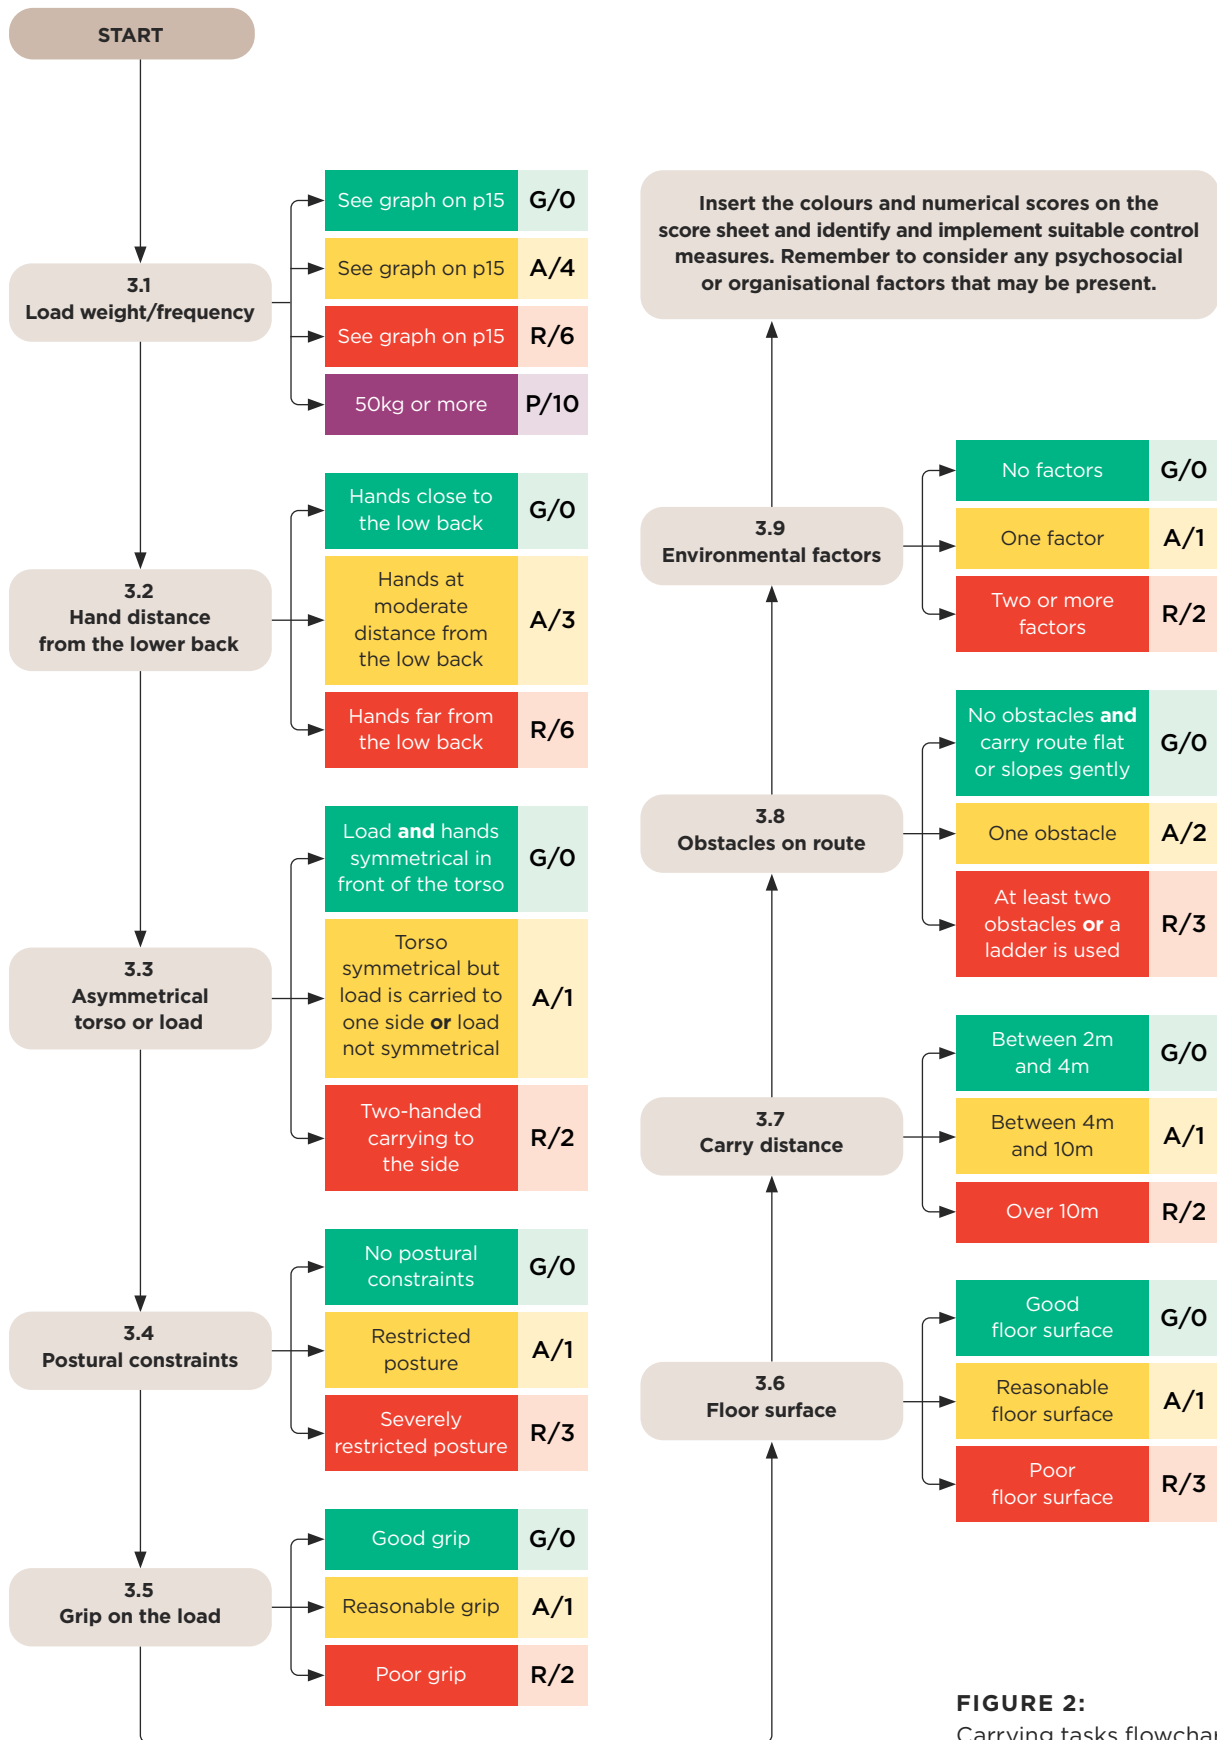 START
3.1
Load weight/frequency
See graph on p15
G/0
See graph on p15
A/4
See graph on p15
R/6
50kg or more
P/10
3.2
Hand distance
from the lower back
Hands close to
the low back
G/0
Hands at
moderate
distance from
the low back
A/3
Hands far from
the low back
R/6
3.3
Asymmetrical
torso or load
Load and hands
symmetrical in
front of the torso
G/0
Torso
symmetrical but
load is carried to
one side or load
not symmetrical
A/1
Two-handed
carrying to
the side
R/2
3.4
Postural constraints
No postural
constraints
G/0
Restricted
posture
A/1
Severely
restricted posture
R/3
3.5
Grip on the load
Good grip
G/0
Reasonable grip
A/1
Poor grip
R/2
3.6
Floor surface
Good
floor surface
G/0
Reasonable
floor surface
A/1
Poor
floor surface
R/3
3.7
Carry distance
Between 2m
and 4m
G/0
Between 4m
and 10m
A/1
Over 10m
R/2
3.8
Obstacles on route
No obstacles and
carry route flat
or slopes gently
G/0
One obstacle
A/2
At least two
obstacles or a
ladder is used
R/3
3.9
Environmental factors
No factors
G/0
One factor
A/1
Two or more
factors
R/2
Insert the colours and numerical scores on the
score sheet and identify and implement suitable control
measures. Remember to consider any psychosocial
or organisational factors that may be present.
FIGURE 2:
Carrying tasks flowchar